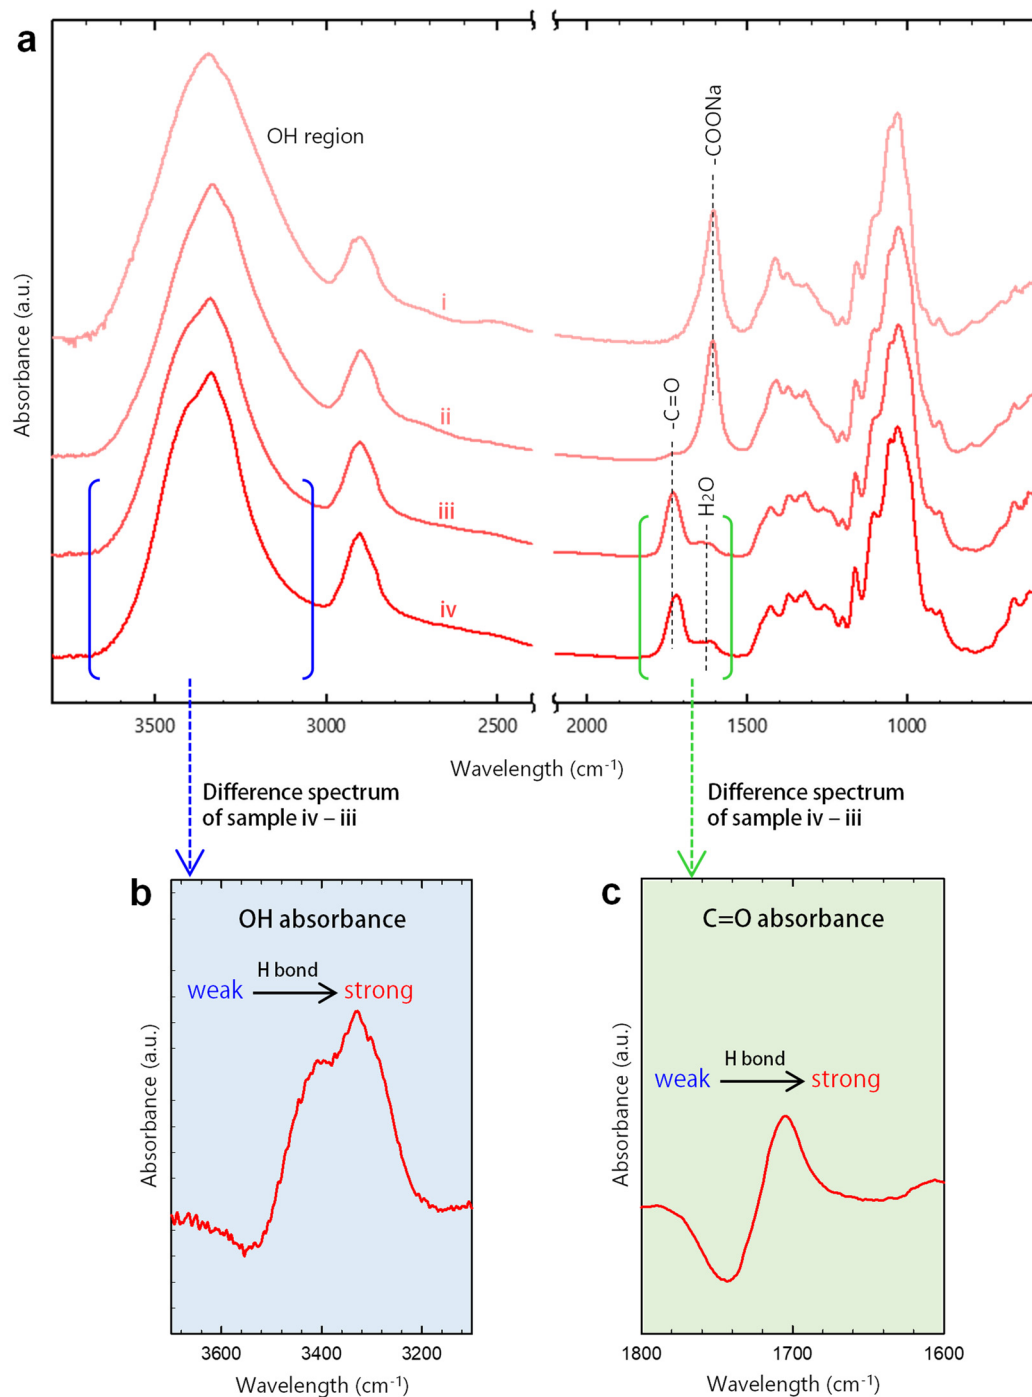 a
OH region
i
ii
iii
iv
-COONa
-C=O
H2O
Absorbance (a.u.)
3500
3000
2500
2000
1500
1000
Wavelength (cm-1)
Difference spectrum
of sample iv – iii
Difference spectrum
of sample iv – iii
b
OH absorbance
H bond
weak
strong
Absorbance (a.u.)
3600
3400
3200
Wavelength (cm-1)
c
C=O absorbance
H bond
weak
strong
Absorbance (a.u.)
1800
1700
1600
Wavelength (cm-1)